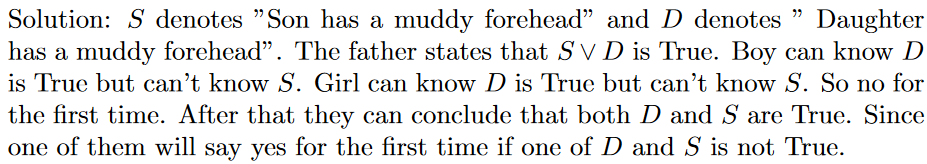 Solution: S denotes ”Son has a muddy forehead” and D denotes ” Daughter
has a muddy forehead”. The father states that S ∨ D is True. Boy can know D
is True but can’t know S. Girl can know D is True but can’t know S. So no for
the first time. After that they can conclude that both D and S are True. Since
one of them will say yes for the first time if one of D and S is not True.